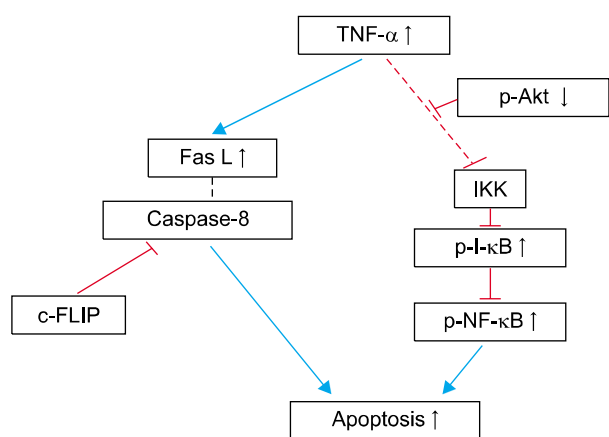 TNF-α ↑
p-Akt ↓
Fas L ↑
IKK
Caspase-8
p-I-κB ↑
c-FLIP
p-NF-κB ↑
Apoptosis ↑